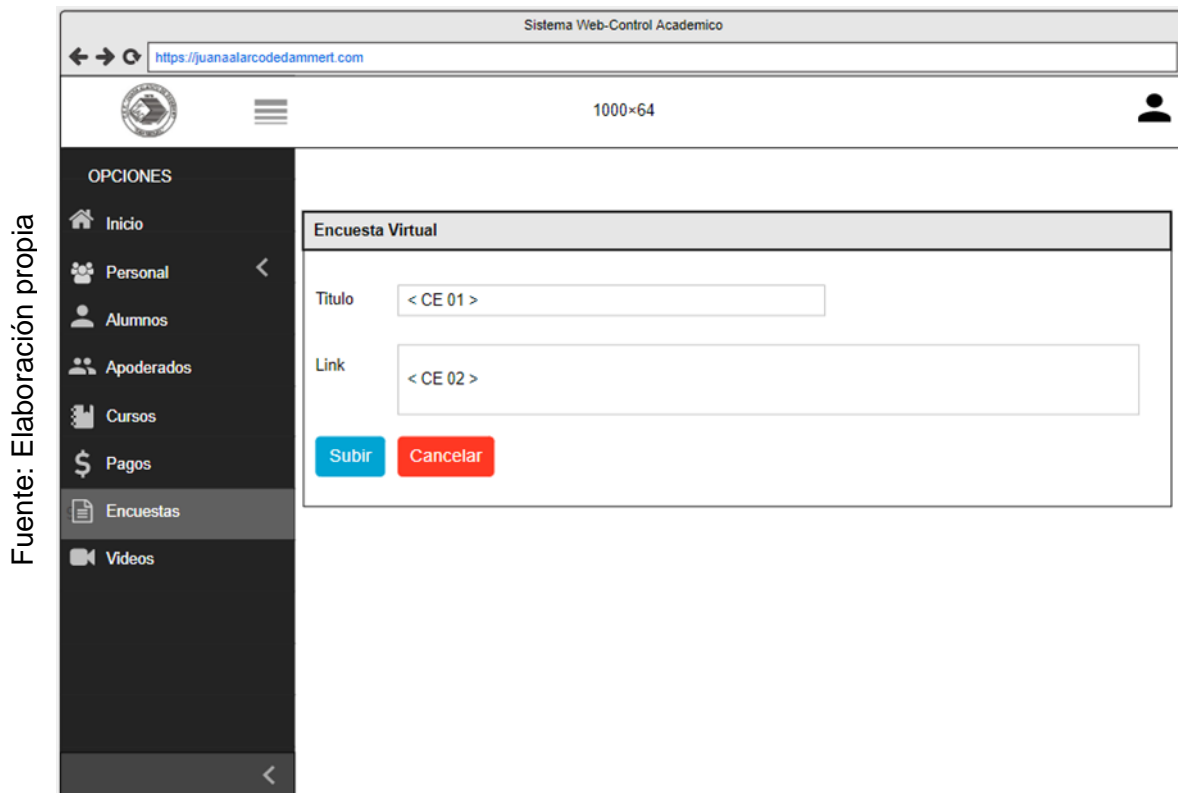 Sistema Web-Control Academico
https://juanaalarcodedammert.com
1000×64
OPCIONES
Inicio
Personal
Alumnos
Apoderados
Cursos
Pagos
Encuestas
Videos
Encuesta Virtual
Titulo < CE 01 >
Link < CE 02 >
Subir Cancelar
Fuente: Elaboración propia